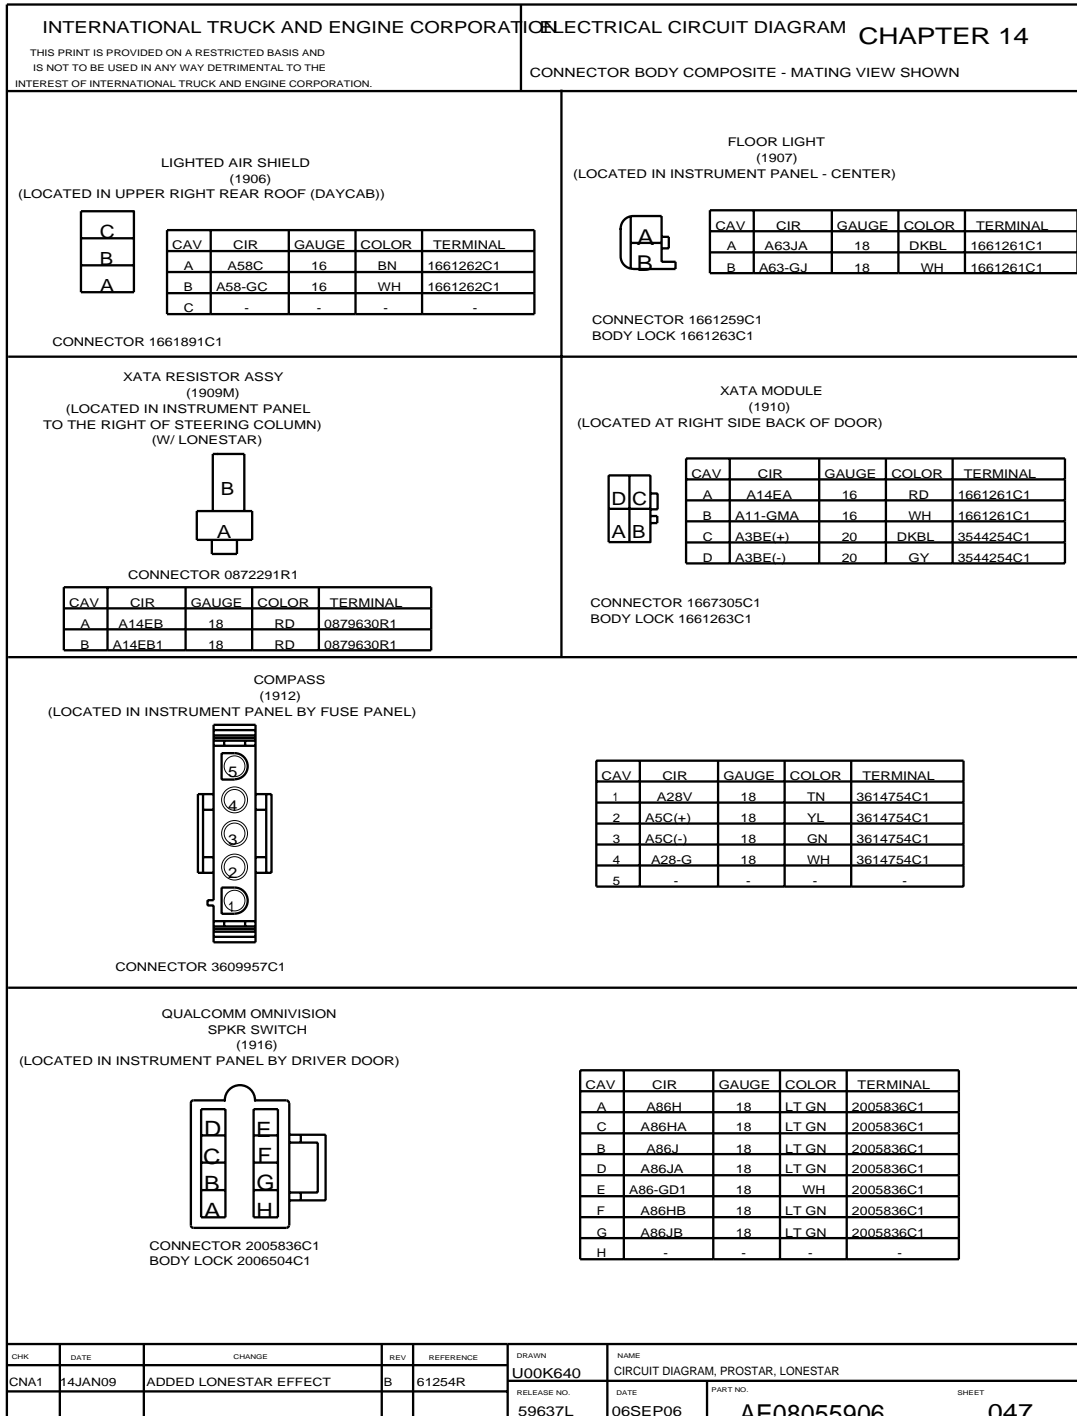 INTERNATIONAL TRUCK AND ENGINE CORPORATION
THIS PRINT IS PROVIDED ON A RESTRICTED BASIS AND
IS NOT TO BE USED IN ANY WAY DETRIMENTAL TO THE
INTEREST OF INTERNATIONAL TRUCK AND ENGINE CORPORATION.
ELECTRICAL CIRCUIT DIAGRAM CHAPTER 14
CONNECTOR BODY COMPOSITE - MATING VIEW SHOWN
LIGHTED AIR SHIELD
(1906)
(LOCATED IN UPPER RIGHT REAR ROOF (DAYCAB))
C
B
A
CAV CIR GAUGE COLOR TERMINAL
A A58C 16 BN 1661262C1
B A58-GC 16 WH 1661262C1
C - - - -
CONNECTOR 1661891C1
FLOOR LIGHT
(1907)
(LOCATED IN INSTRUMENT PANEL - CENTER)
A
B
CAV CIR GAUGE COLOR TERMINAL
A A63JA 18 DKBL 1661261C1
B A63-GJ 18 WH 1661261C1
CONNECTOR 1661259C1
BODY LOCK 1661263C1
XATA RESISTOR ASSY
(1909M)
(LOCATED IN INSTRUMENT PANEL
TO THE RIGHT OF STEERING COLUMN)
(W/ LONESTAR)
B
A
CONNECTOR 0872291R1
CAV CIR GAUGE COLOR TERMINAL
A A14EB 18 RD 0879630R1
B A14EB1 18 RD 0879630R1
XATA MODULE
(1910)
(LOCATED AT RIGHT SIDE BACK OF DOOR)
D C
A B
CAV CIR GAUGE COLOR TERMINAL
A A14EA 16 RD 1661261C1
B A11-GMA 16 WH 1661261C1
C A3BE(+) 20 DKBL 3544254C1
D A3BE(-) 20 GY 3544254C1
CONNECTOR 1667305C1
BODY LOCK 1661263C1
COMPASS
(1912)
(LOCATED IN INSTRUMENT PANEL BY FUSE PANEL)
5
4
3
2
1
CONNECTOR 3609957C1
CAV CIR GAUGE COLOR TERMINAL
1 A28V 18 TN 3614754C1
2 A5C(+) 18 YL 3614754C1
3 A5C(-) 18 GN 3614754C1
4 A28-G 18 WH 3614754C1
5 - - - -
QUALCOMM OMNIVISION
SPKR SWITCH
(1916)
(LOCATED IN INSTRUMENT PANEL BY DRIVER DOOR)
D E
C F
B G
A H
CONNECTOR 2005836C1
BODY LOCK 2006504C1
CAV CIR GAUGE COLOR TERMINAL
A A86H 18 LT GN 2005836C1
C A86HA 18 LT GN 2005836C1
B A86J 18 LT GN 2005836C1
D A86JA 18 LT GN 2005836C1
E A86-GD1 18 WH 2005836C1
F A86HB 18 LT GN 2005836C1
G A86JB 18 LT GN 2005836C1
H - - - -
CHK DATE CHANGE REV REFERENCE
CNA1 14JAN09 ADDED LONESTAR EFFECT B 61254R
DRAWN
U00K640
NAME
CIRCUIT DIAGRAM, PROSTAR, LONESTAR
RELEASE NO.
59637L
DATE
06SEP06
PART NO.
AE08055906
SHEET
047